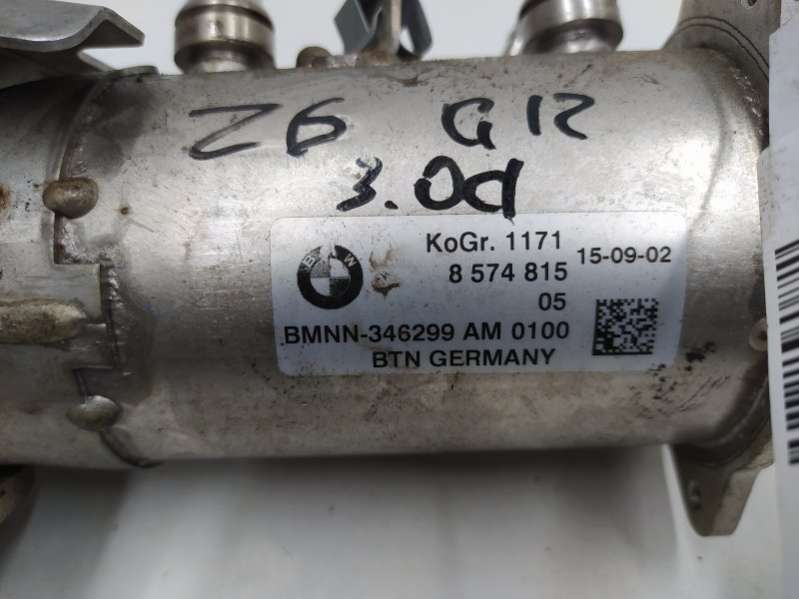 Z6 G12
3.0d
BMW
KoGr. 1171
15-09-02
8 574 815
05
BMNN-346299 AM 0100
BTN GERMANY